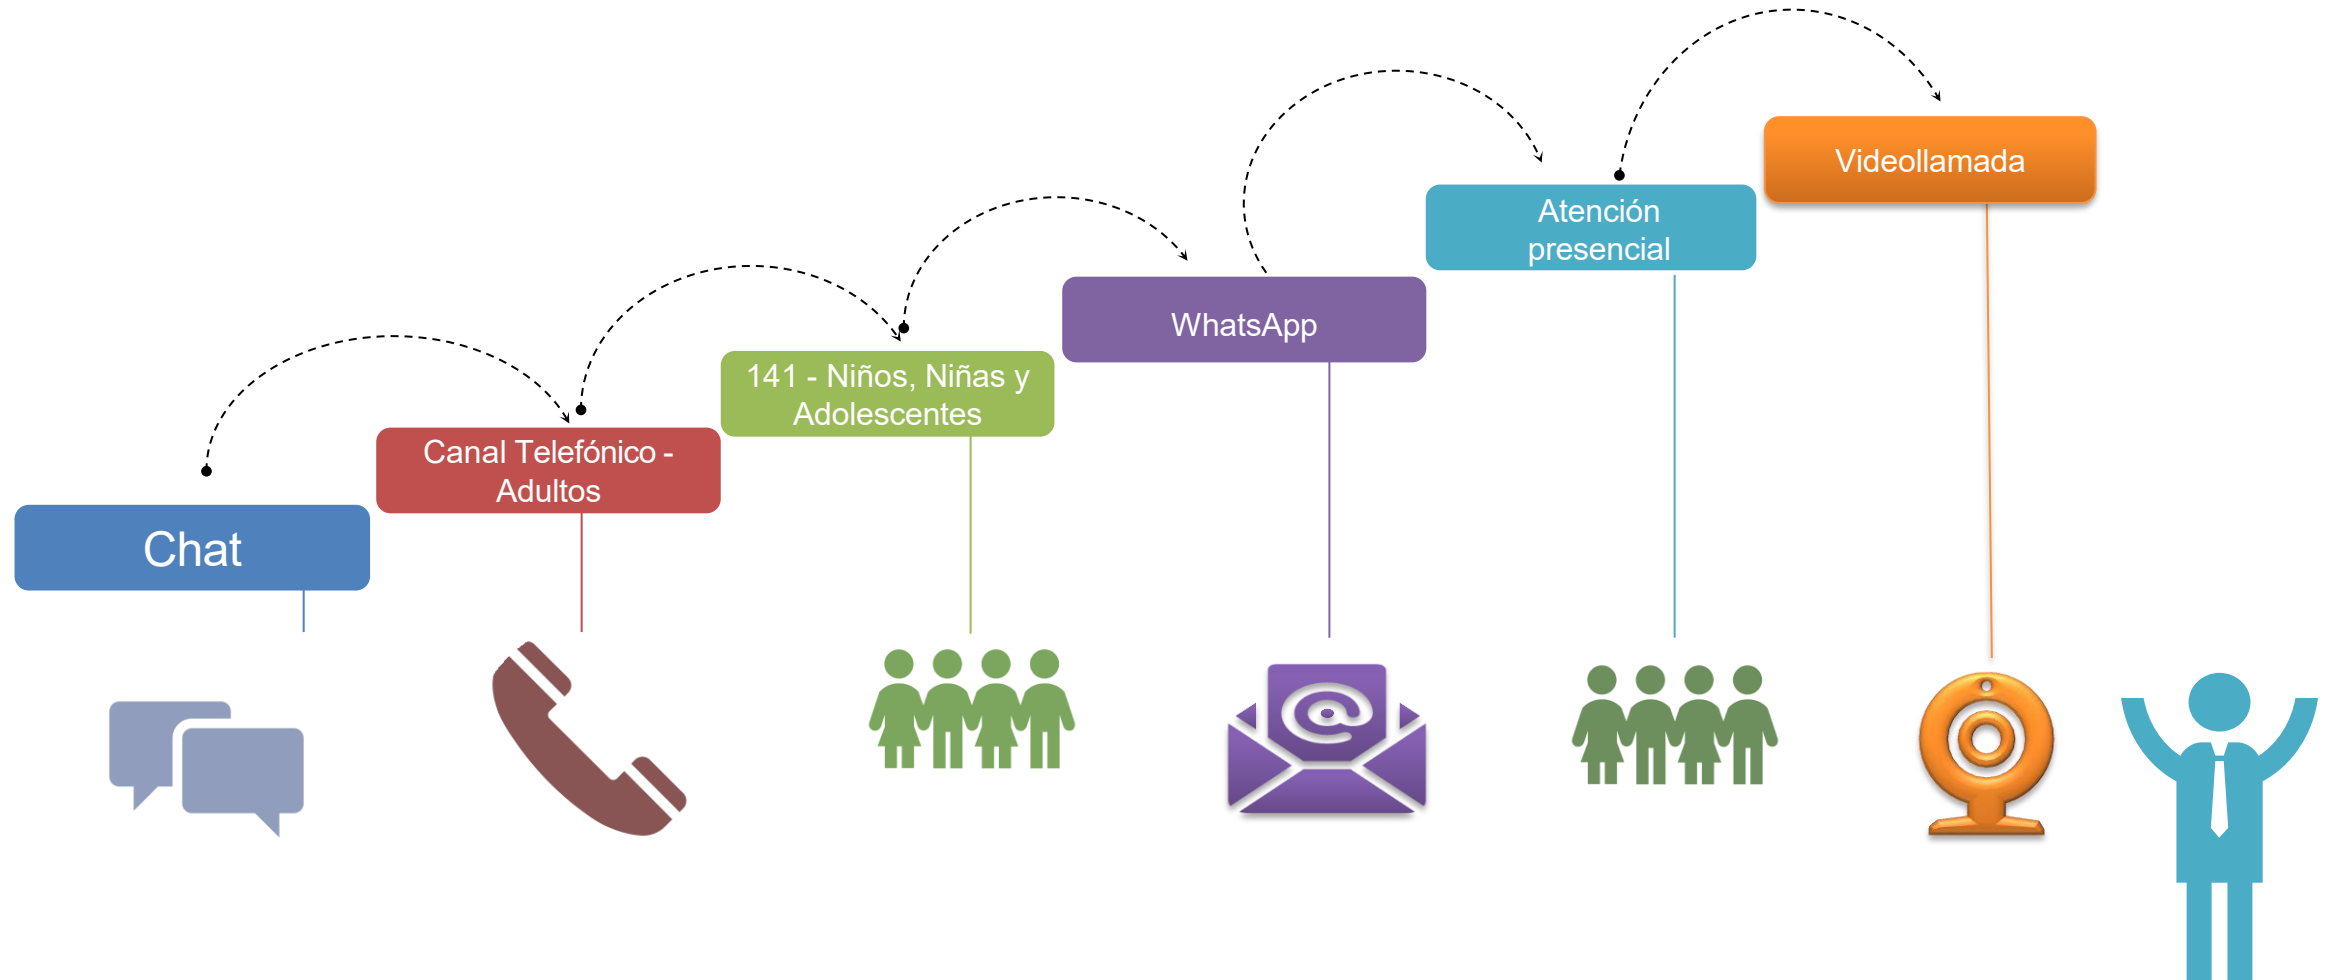 Chat
Canal Telefónico -
Adultos
141 - Niños, Niñas y
Adolescentes
WhatsApp
Atención
presencial
Videollamada